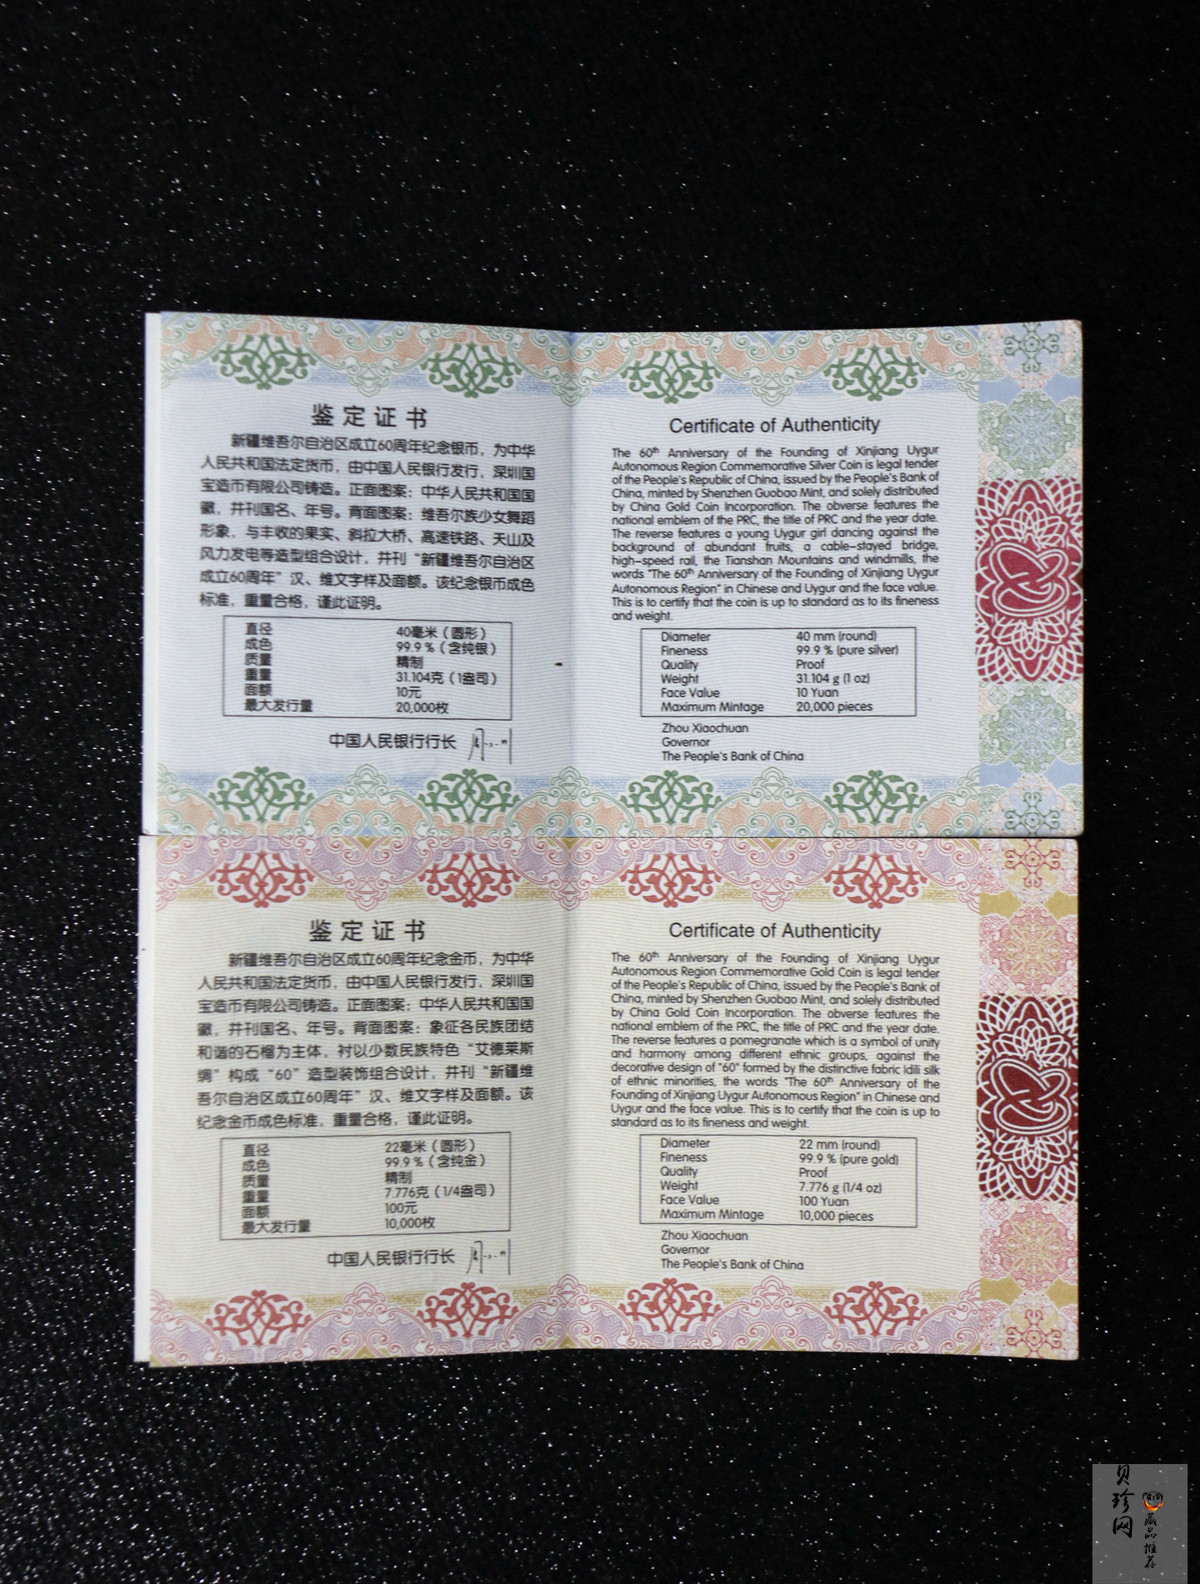 鉴定证书
新疆维吾尔自治区成立60周年纪念银币，为中华
人民共和国法定货币，由中国人民银行发行，深圳国
宝造币有限公司铸造。正面图案：中华人民共和国国
徽，并刊国名、年号。背面图案：维吾尔族少女舞蹈
形象，与丰收的果实、斜拉大桥、高速铁路、天山及
风力发电等造型组合设计，并刊“新疆维吾尔自治区
成立60周年”汉、维文字样及面额。该纪念银币成色
标准，重量合格，谨此证明。
直径 40毫米（圆形）
成色 99.9％（含纯银）
质量 精制
重量 31.104克（1盎司）
面额 10元
最大发行量 20,000枚
中国人民银行行长
Certificate of Authenticity
The 60th Anniversary of the Founding of Xinjiang Uygur
Autonomous Region Commemorative Silver Coin is legal tender
of the People's Republic of China, issued by the People's Bank of
China, minted by Shenzhen Guobao Mint, and solely distributed
by China Gold Coin Incorporation. The obverse features the
national emblem of the PRC, the title of PRC and the year date.
The reverse features a young Uygur girl dancing against the
background of abundant fruits, a cable-stayed bridge,
high-speed rail, the Tianshan Mountains and windmills, the
words "The 60th Anniversary of the Founding of Xinjiang Uygur
Autonomous Region" in Chinese and Uygur and the face value.
This is to certify that the coin is up to standard as to its fineness
and weight.
Diameter 40 mm (round)
Fineness 99.9 % (pure silver)
Quality Proof
Weight 31.104 g (1 oz)
Face Value 10 Yuan
Maximum Mintage 20,000 pieces
Zhou Xiaochuan
Governor
The People's Bank of China
鉴定证书
新疆维吾尔自治区成立60周年纪念金币，为中华
人民共和国法定货币，由中国人民银行发行，深圳国
宝造币有限公司铸造。正面图案：中华人民共和国国
徽，并刊国名、年号。背面图案：象征各民族团结
和谐的石榴为主体，衬以少数民族特色“艾德莱斯
绸”构成“60”造型装饰组合设计，并刊“新疆维
吾尔自治区成立60周年”汉、维文字样及面额。该
纪念金币成色标准，重量合格，谨此证明。
直径 22毫米（圆形）
成色 99.9％（含纯金）
质量 精制
重量 7.776克（1/4盎司）
面额 100元
最大发行量 10,000枚
中国人民银行行长
Certificate of Authenticity
The 60th Anniversary of the Founding of Xinjiang Uygur
Autonomous Region Commemorative Gold Coin is legal tender
of the People's Republic of China, issued by the People's Bank of
China, minted by Shenzhen Guobao Mint, and solely distributed
by China Gold Coin Incorporation. The obverse features the
national emblem of the PRC, the title of PRC and the year date.
The reverse features a pomegranate which is a symbol of unity
and harmony among different ethnic groups, against the
decorative design of "60" formed by the distinctive fabric Idili silk
of ethnic minorities, the words "The 60th Anniversary of the
Founding of Xinjiang Uygur Autonomous Region" in Chinese and
Uygur and the face value. This is to certify that the coin is up to
standard as to its fineness and weight.
Diameter 22 mm (round)
Fineness 99.9 % (pure gold)
Quality Proof
Weight 7.776 g (1/4 oz)
Face Value 100 Yuan
Maximum Mintage 10,000 pieces
Zhou Xiaochuan
Governor
The People's Bank of China
贝珍网
藏品推荐